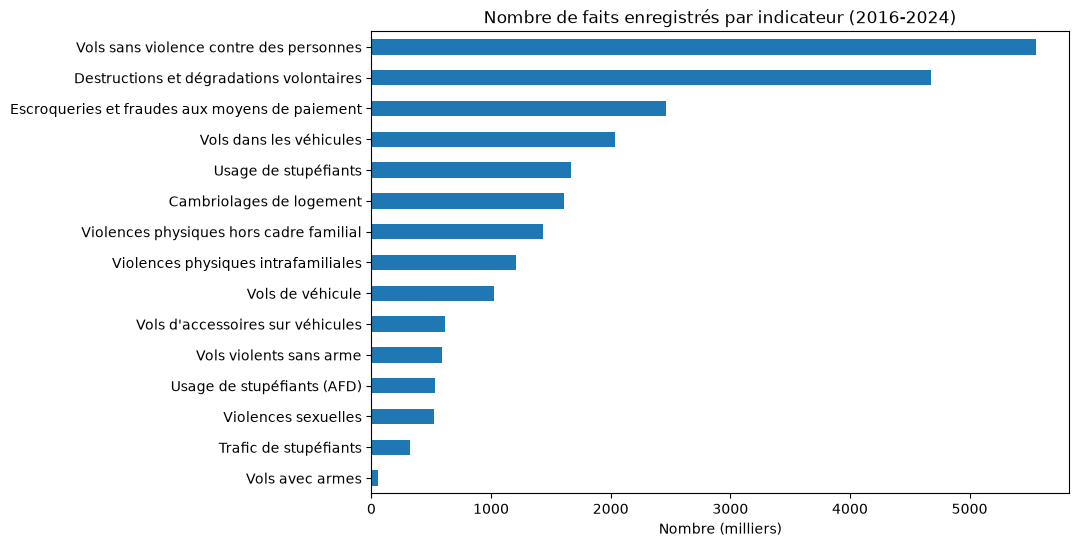 Nombre de faits enregistrés par indicateur (2016-2024)
Vols sans violence contre des personnes
Destructions et dégradations volontaires
Escroqueries et fraudes aux moyens de paiement
Vols dans les véhicules
Usage de stupéfiants
Cambriolages de logement
Violences physiques hors cadre familial
Violences physiques intrafamiliales
Vols de véhicule
Vols d'accessoires sur véhicules
Vols violents sans arme
Usage de stupéfiants (AFD)
Violences sexuelles
Trafic de stupéfiants
Vols avec armes
0 1000 2000 3000 4000 5000
Nombre (milliers)